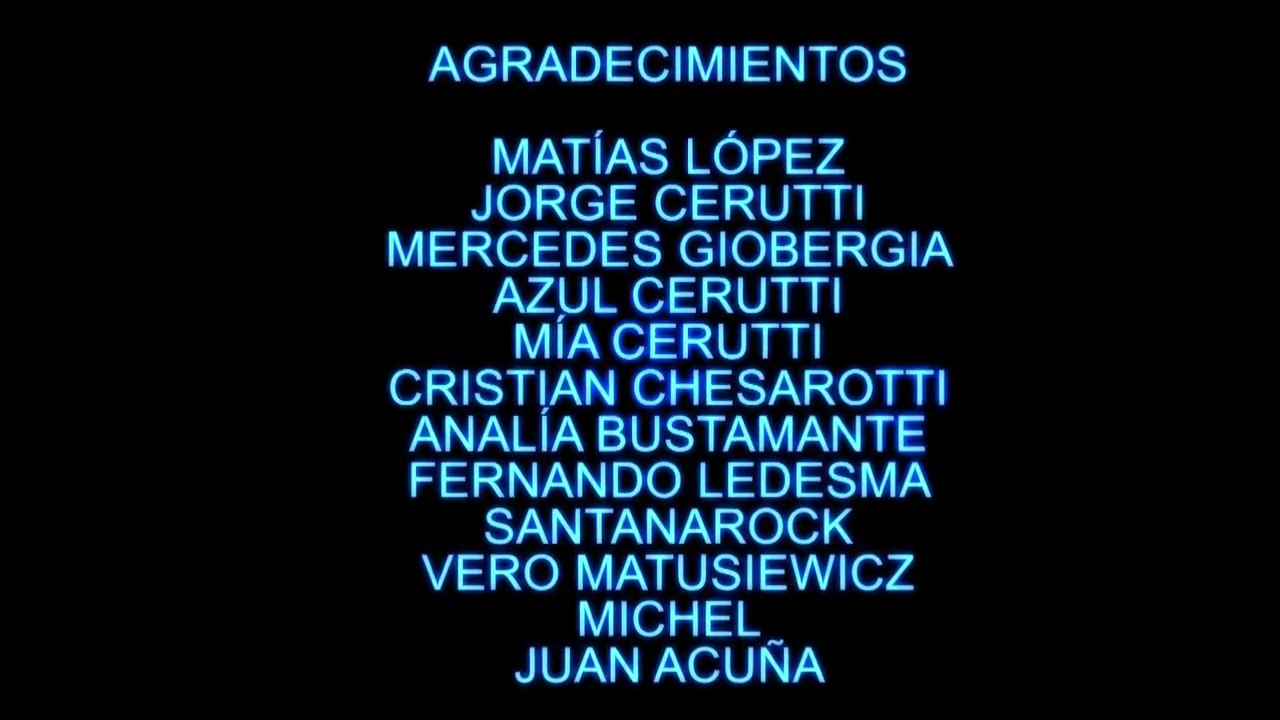 AGRADECIMIENTOS
MATÍAS LÓPEZ
JORGE CERUTTI
MERCEDES GIOBERGIA
AZUL CERUTTI
MÍA CERUTTI
CRISTIAN CHESAROTTI
ANALÍA BUSTAMANTE
FERNANDO LEDESMA
SANTANAROCK
VERO MATUSIEWICZ
MICHEL
JUAN ACUÑA